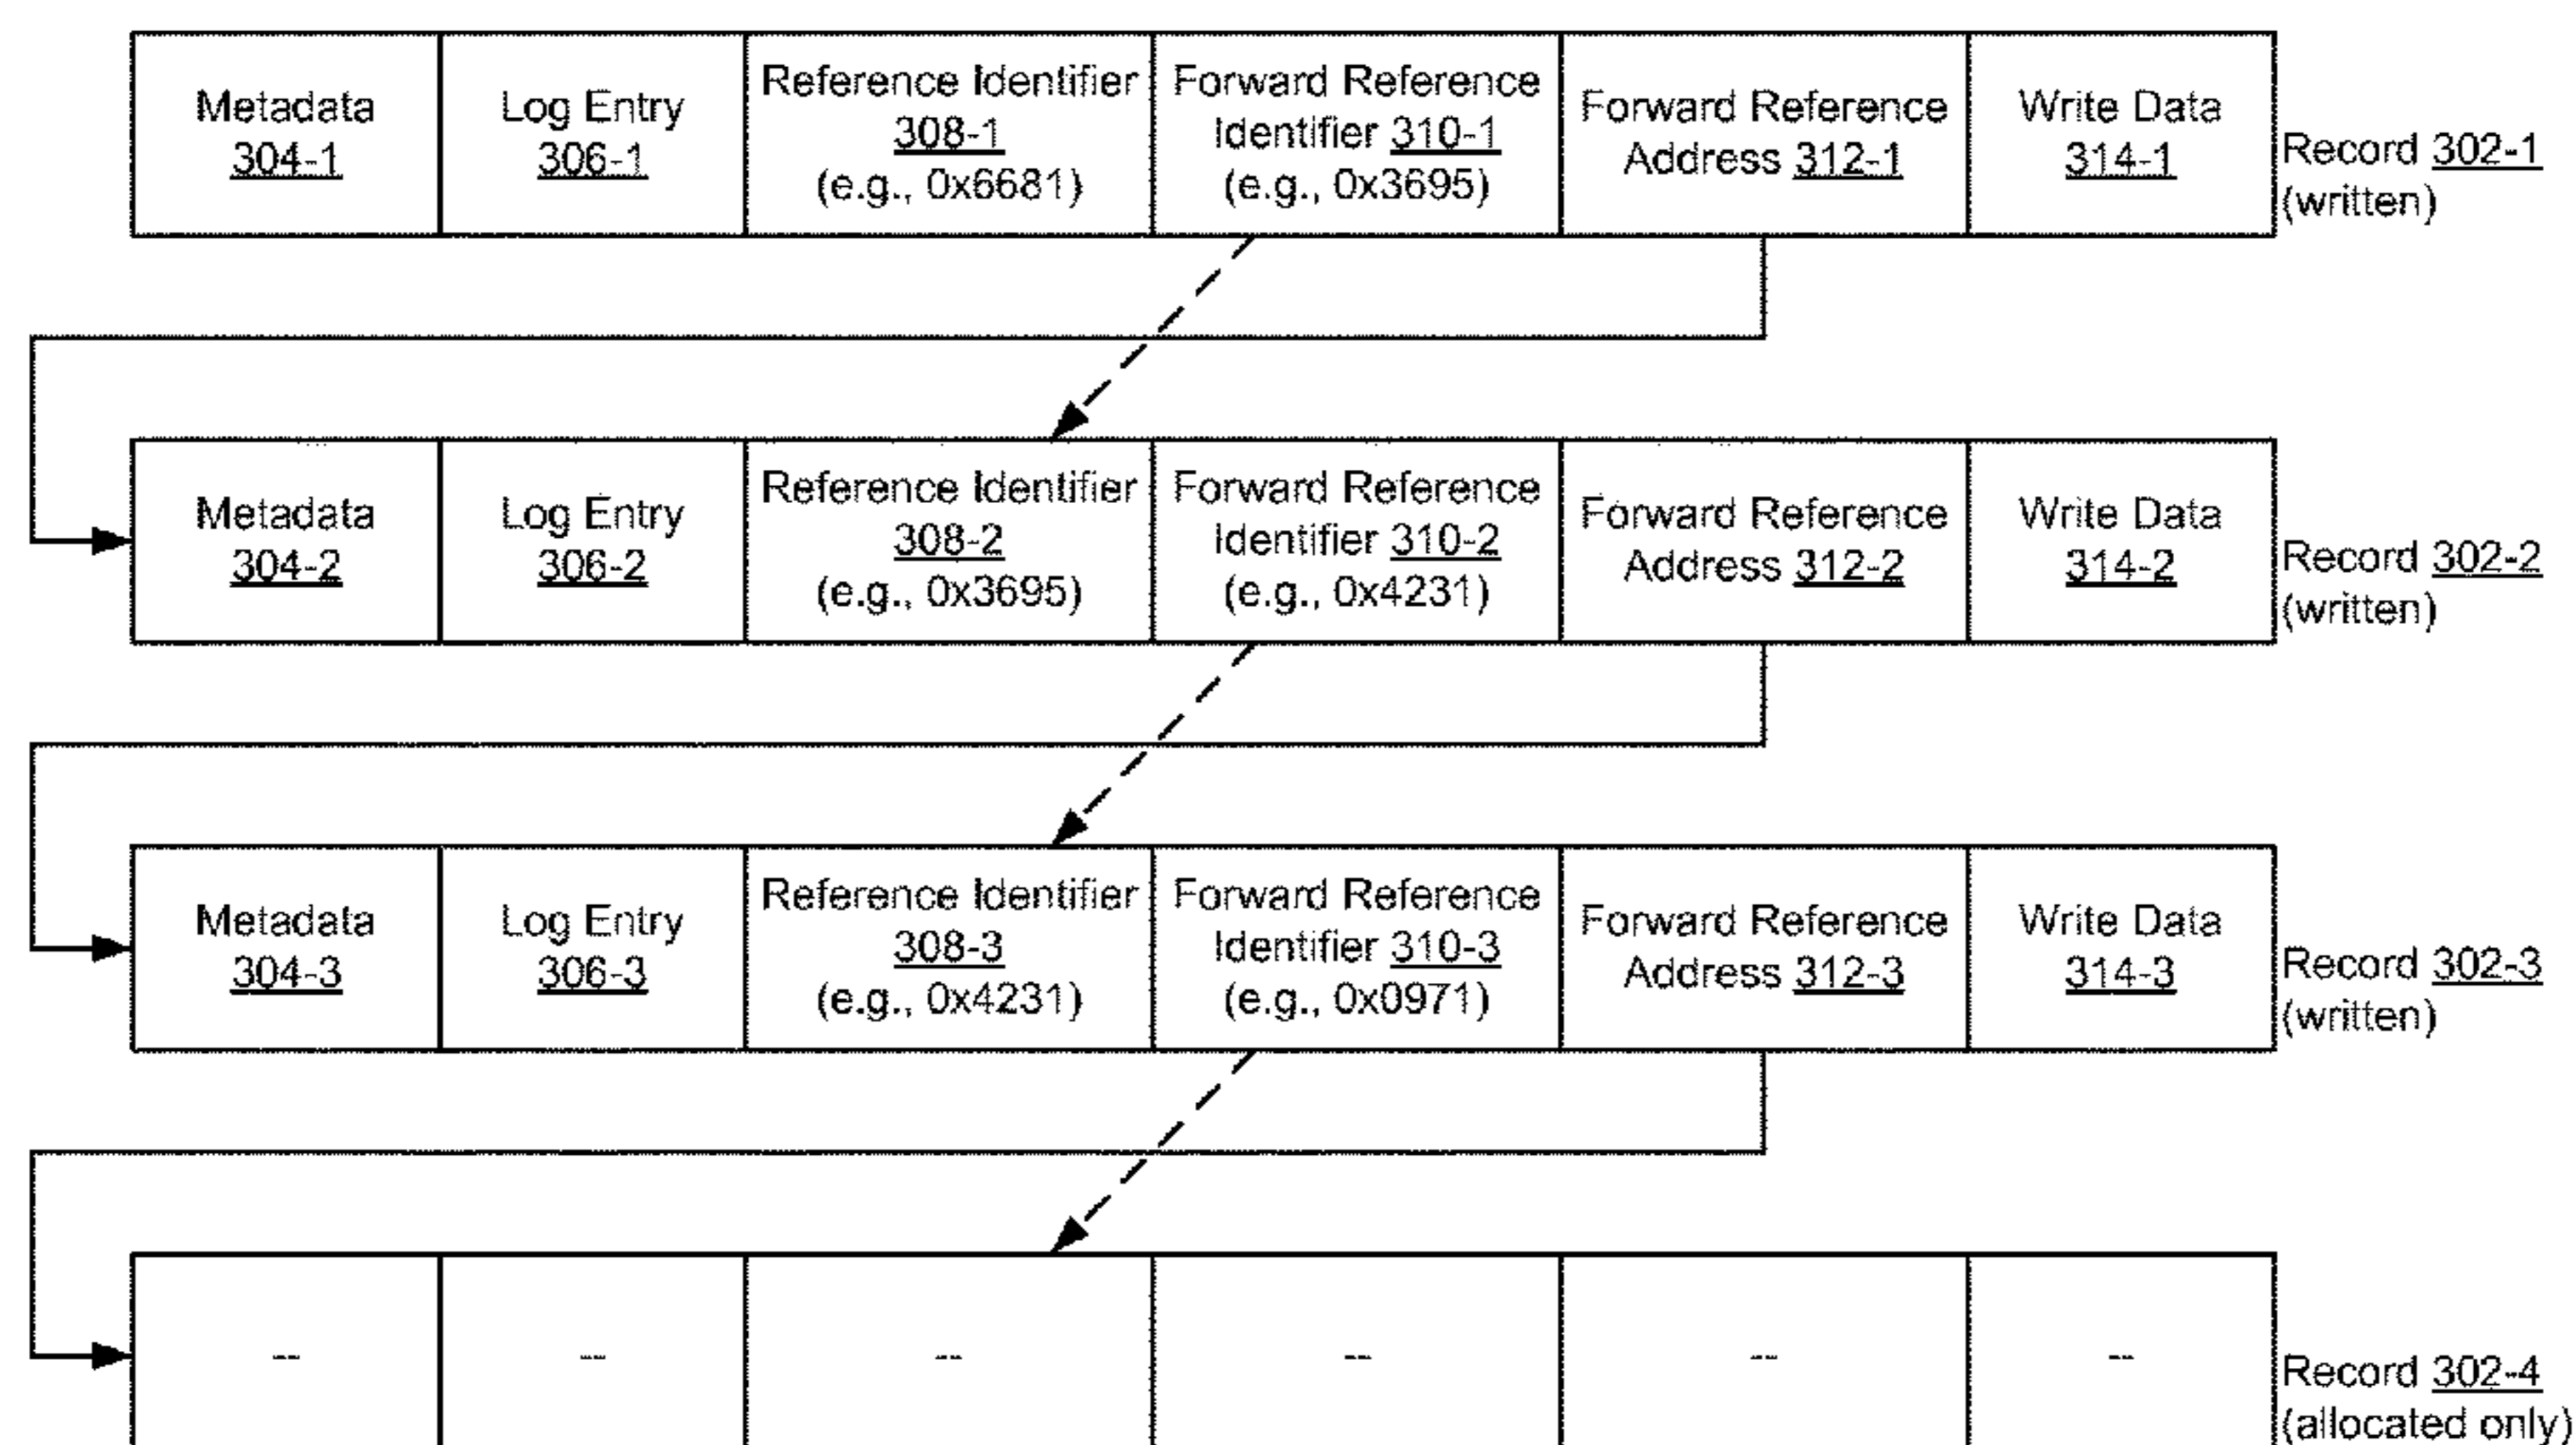 Metadata
304-1
Log Entry
306-1
Reference Identifier
308-1
(e.g., 0x6681)
Forward Reference
Identifier 310-1
(e.g., 0x3695)
Forward Reference
Address 312-1
Write Data
314-1
Record 302-1
(written)
Metadata
304-2
Log Entry
306-2
Reference Identifier
308-2
(e.g., 0x3695)
Forward Reference
Identifier 310-2
(e.g., 0x4231)
Forward Reference
Address 312-2
Write Data
314-2
Record 302-2
(written)
Metadata
304-3
Log Entry
306-3
Reference Identifier
308-3
(e.g., 0x4231)
Forward Reference
Identifier 310-3
(e.g., 0x0971)
Forward Reference
Address 312-3
Write Data
314-3
Record 302-3
(written)
--
--
--
--
--
--
Record 302-4
(allocated only)